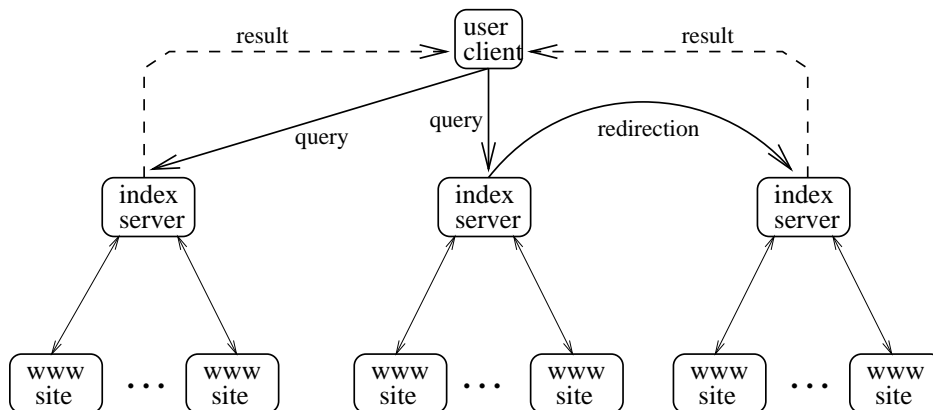 result
user
client
result
query
query
redirection
index
server
index
server
index
server
www
site
...
www
site
www
site
...
www
site
www
site
...
www
site